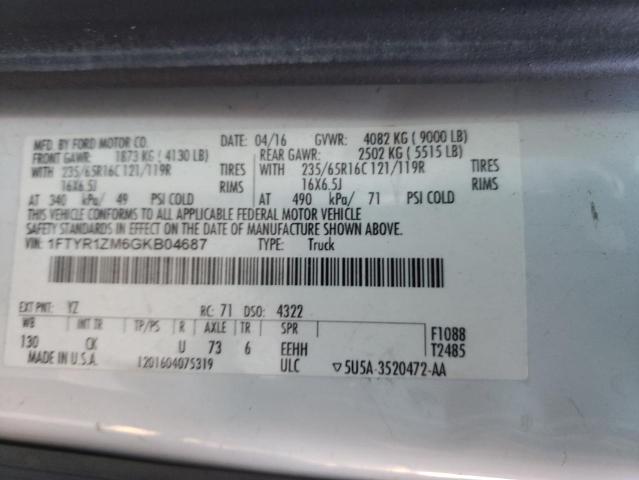 MFD. BY FORD MOTOR CO. DATE: 04/16 GVWR: 4082 KG ( 9000 LB)
FRONT GAWR: 1873 KG ( 4130 LB) REAR GAWR: 2502 KG ( 5515 LB)
WITH 235/65R16C 121/119R TIRES WITH 235/65R16C 121/119R TIRES
16X6.5J RIMS 16X6.5J RIMS
AT 340 kPa/ 49 PSI COLD AT 490 kPa/ 71 PSI COLD
THIS VEHICLE CONFORMS TO ALL APPLICABLE FEDERAL MOTOR VEHICLE
SAFETY STANDARDS IN EFFECT ON THE DATE OF MANUFACTURE SHOWN ABOVE.
VIN: 1FTYR1ZM6GKB04687 TYPE: Truck
EXT PNT: YZ RC: 71 DSO: 4322
WB INT TR TP/PS R AXLE TR SPR F1088
130 CK U 73 6 EEHH T2485
MADE IN U.S.A. 1201604075319 ULC ▽5U5A-3520472-AA